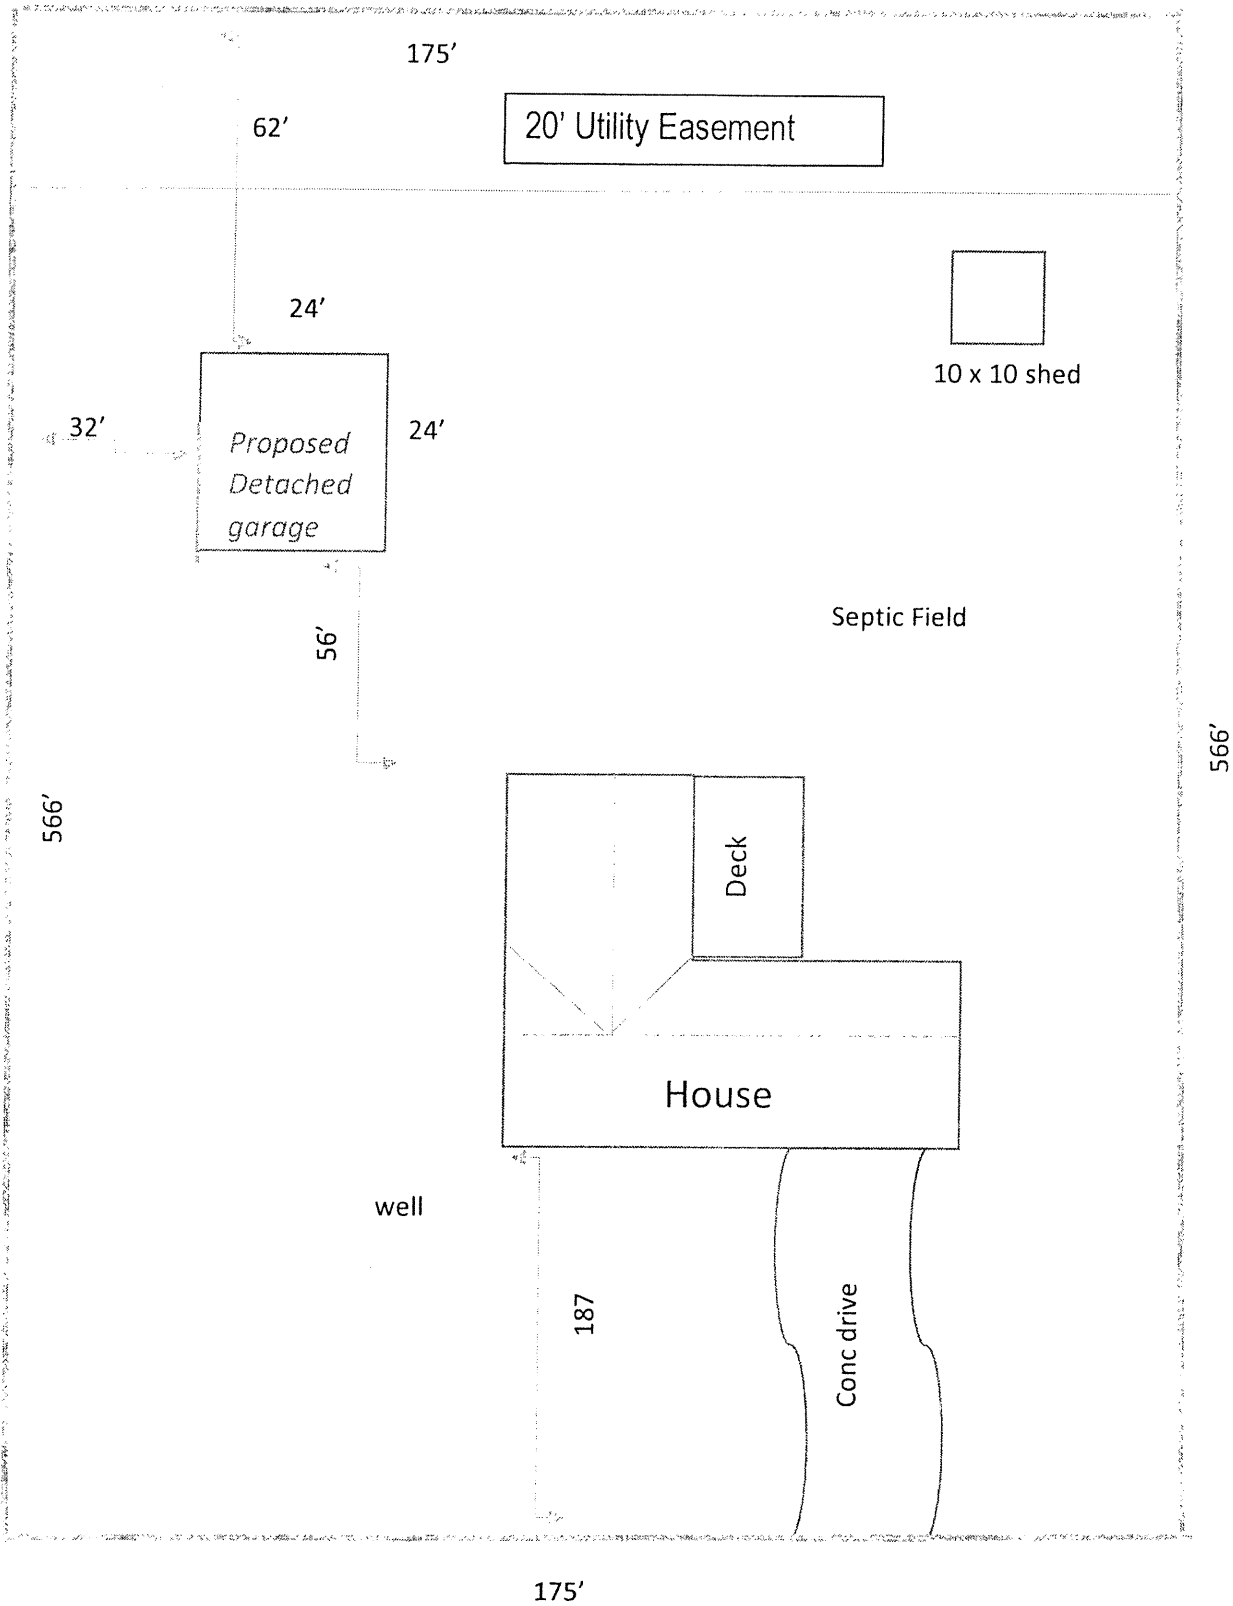 175’
62’
20’ Utility Easement
24’
10 x 10 shed
32’
24’
Proposed
Detached
garage
Septic Field
56’
566’
566’
Deck
House
well
187
Conc drive
175’